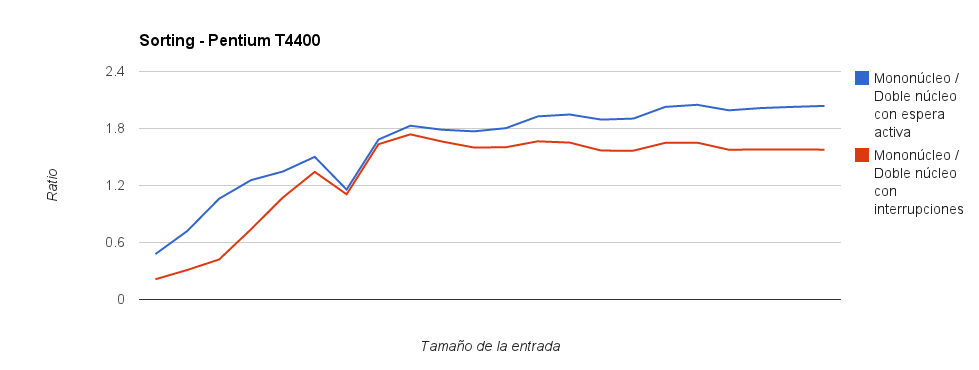 Sorting - Pentium T4400
2.4
1.8
1.2
0.6
0
Ratio
Tamaño de la entrada
Mononúcleo /
Doble núcleo
con espera
activa
Mononúcleo /
Doble núcleo
con
interrupciones